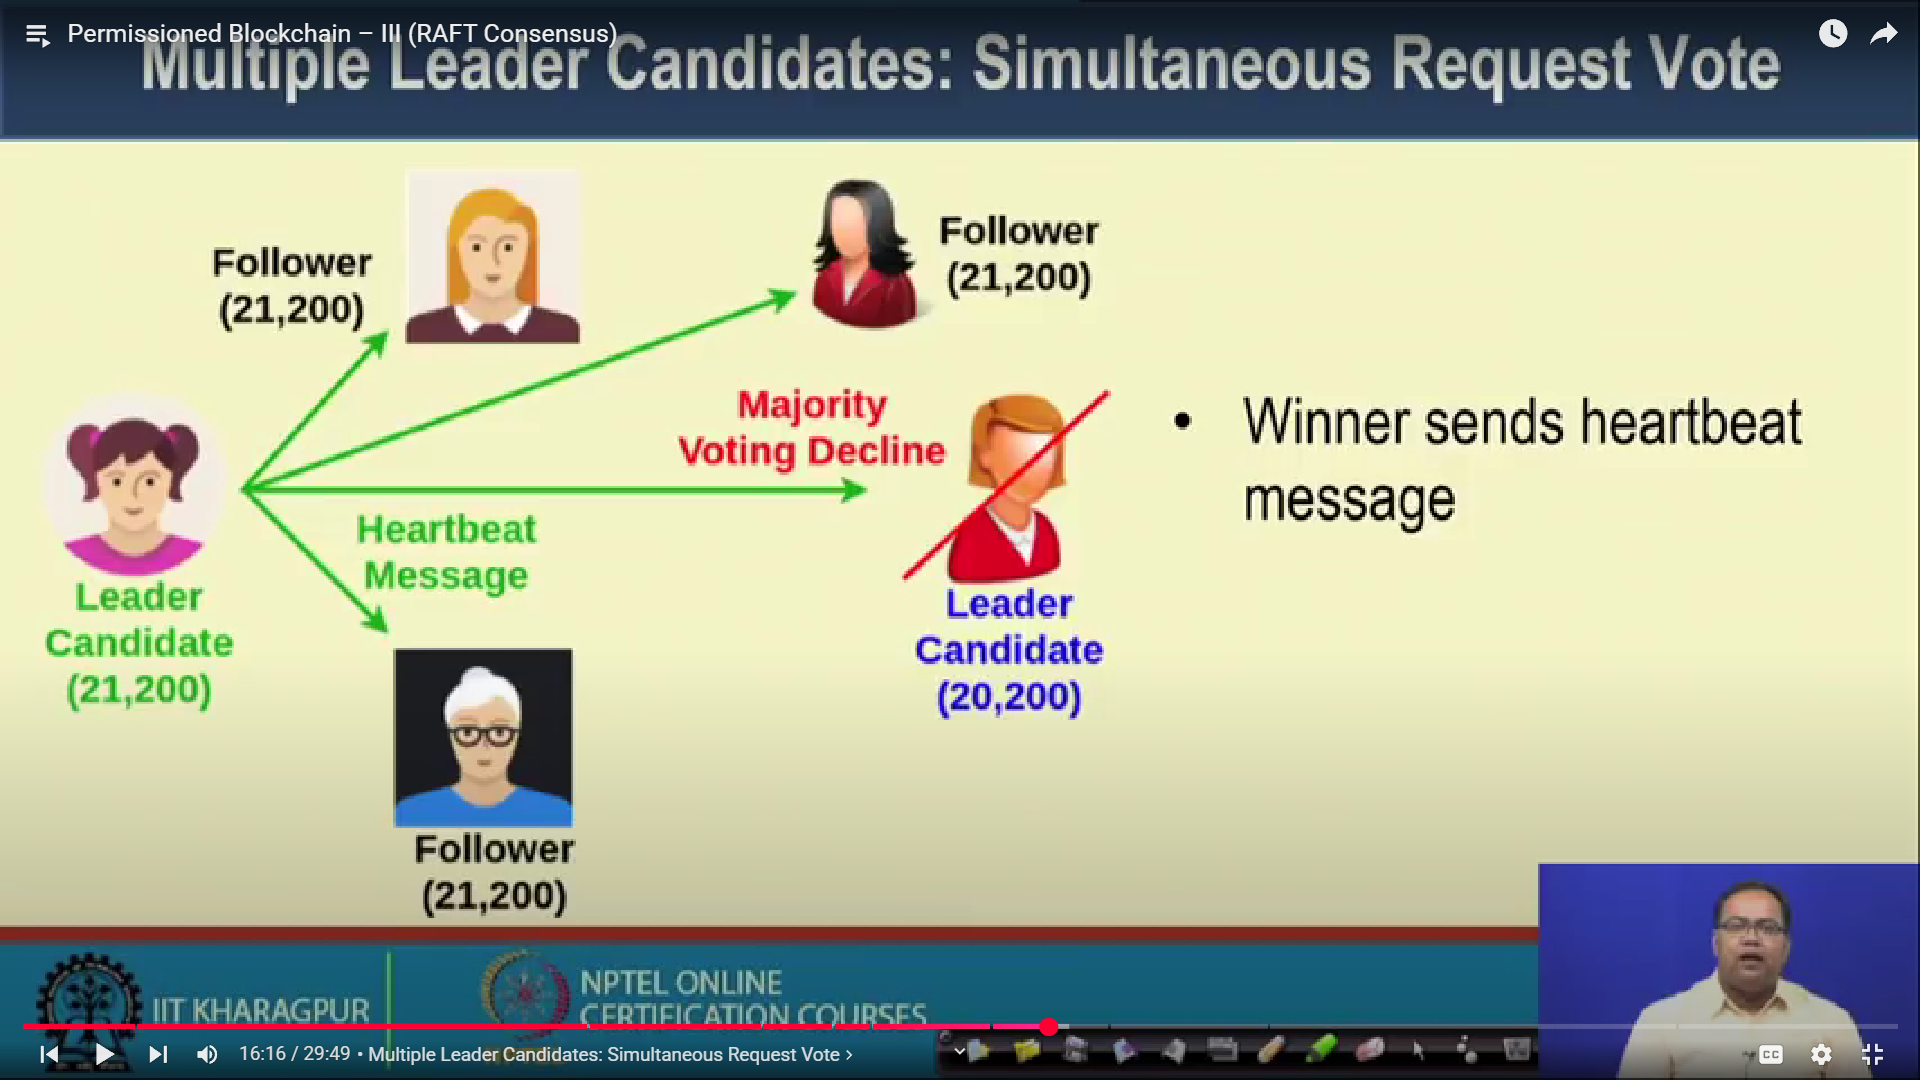 Permissioned Blockchain – III (RAFT Consensus)
Multiple Leader Candidates: Simultaneous Request Vote
Follower
(21,200)
Follower
(21,200)
Majority
Voting Decline
• Winner sends heartbeat
message
Heartbeat
Message
Leader
Candidate
(21,200)
Leader
Candidate
(20,200)
Follower
(21,200)
IIT KHARAGPUR
NPTEL ONLINE
CERTIFICATION COURSES
16:16 / 29:49 • Multiple Leader Candidates: Simultaneous Request Vote ›
CC